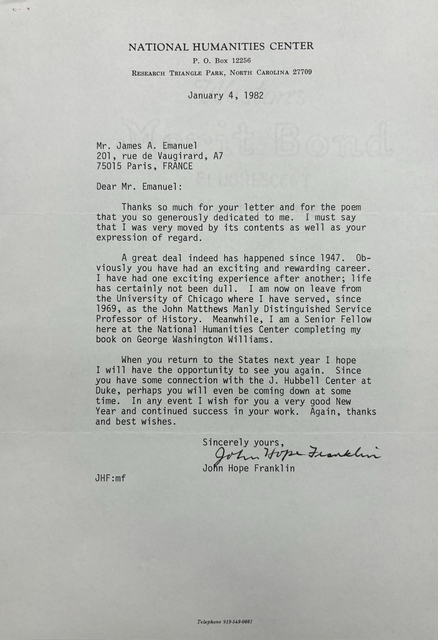 NATIONAL HUMANITIES CENTER
P. O. Box 12256
Research Triangle Park, North Carolina 27709
January 4, 1982
Mr. James A. Emanuel
201, rue de Vaugirard, A7
75015 Paris, FRANCE
Dear Mr. Emanuel:
Thanks so much for your letter and for the poem
that you so generously dedicated to me. I must say
that I was very moved by its contents as well as your
expression of regard.
A great deal indeed has happened since 1947. Ob-
viously you have had an exciting and rewarding career.
I have had one exciting experience after another; life
has certainly not been dull. I am now on leave from
the University of Chicago where I have served, since
1969, as the John Matthews Manly Distinguished Service
Professor of History. Meanwhile, I am a Senior Fellow
here at the National Humanities Center completing my
book on George Washington Williams.
When you return to the States next year I hope
I will have the opportunity to see you again. Since
you have some connection with the J. Hubbell Center at
Duke, perhaps you will even be coming down at some
time. In any event I wish for you a very good New
Year and continued success in your work. Again, thanks
and best wishes.
Sincerely yours,
John Hope Franklin
John Hope Franklin
JHF:mf
Telephone 919-549-0661